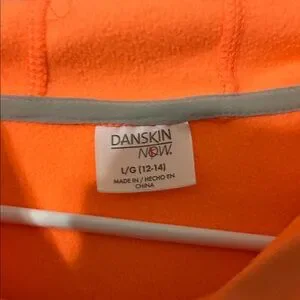 DANSKIN
NOW.
L/G (12-14)
MADE IN / HECHO EN
CHINA